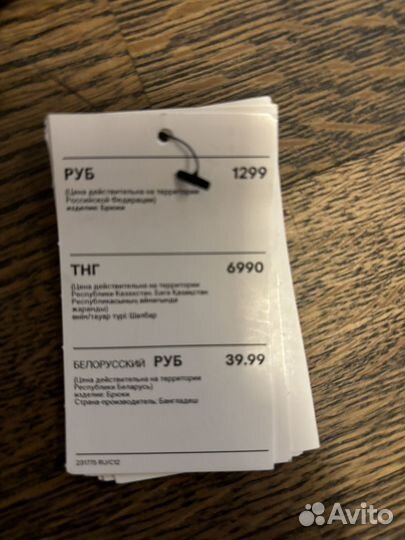 РУБ 1299
(Цена действительна на территории
Российской Федерации)
изделие: Брюки
ТНГ 6990
(Цена действительна на территории
Республики Казахстан. Баға Қазақстан
Республикасының аймағында
жарамды)
өнім/тауар түрі: Шалбар
БЕЛОРУССКИЙ РУБ 39.99
(Цена действительна на территории
Республики Беларусь)
изделие: Брюки
Страна-производитель: Бангладеш
231775 RU/C12
Avito